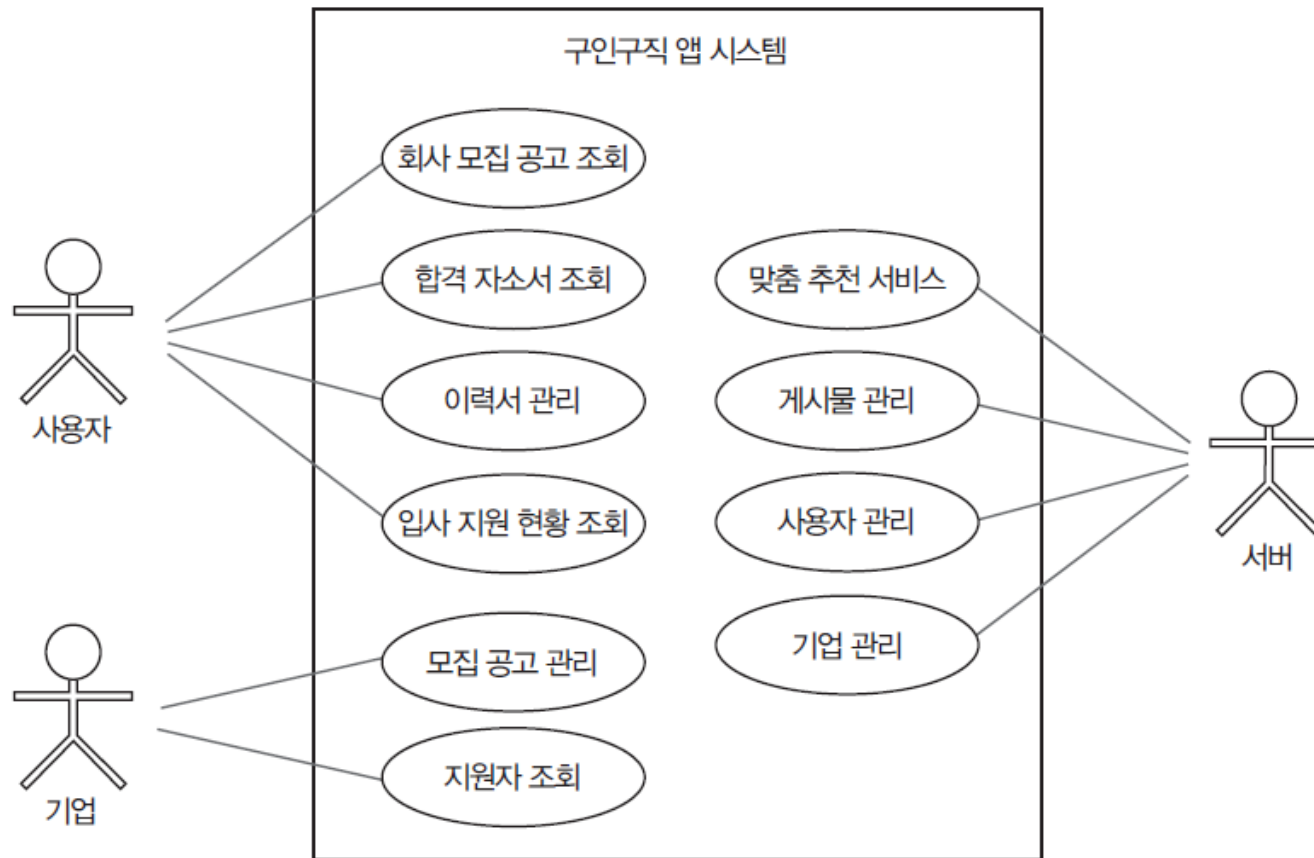 구인구직 앱 시스템
회사 모집 공고 조회
합격 자소서 조회
맞춤 추천 서비스
이력서 관리
게시물 관리
사용자
입사 지원 현황 조회
사용자 관리
서버
모집 공고 관리
기업 관리
지원자 조회
기업